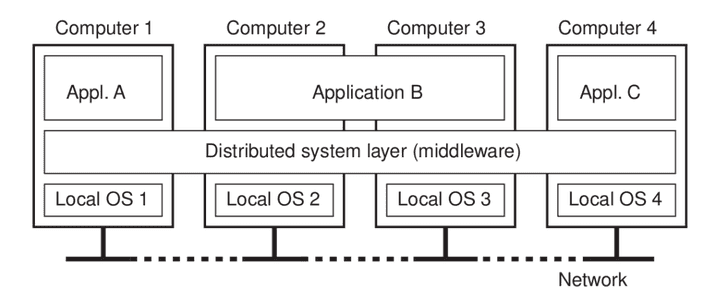 Computer 1 Computer 2 Computer 3 Computer 4
Appl. A Application B Appl. C
Distributed system layer (middleware)
Local OS 1 Local OS 2 Local OS 3 Local OS 4
Network